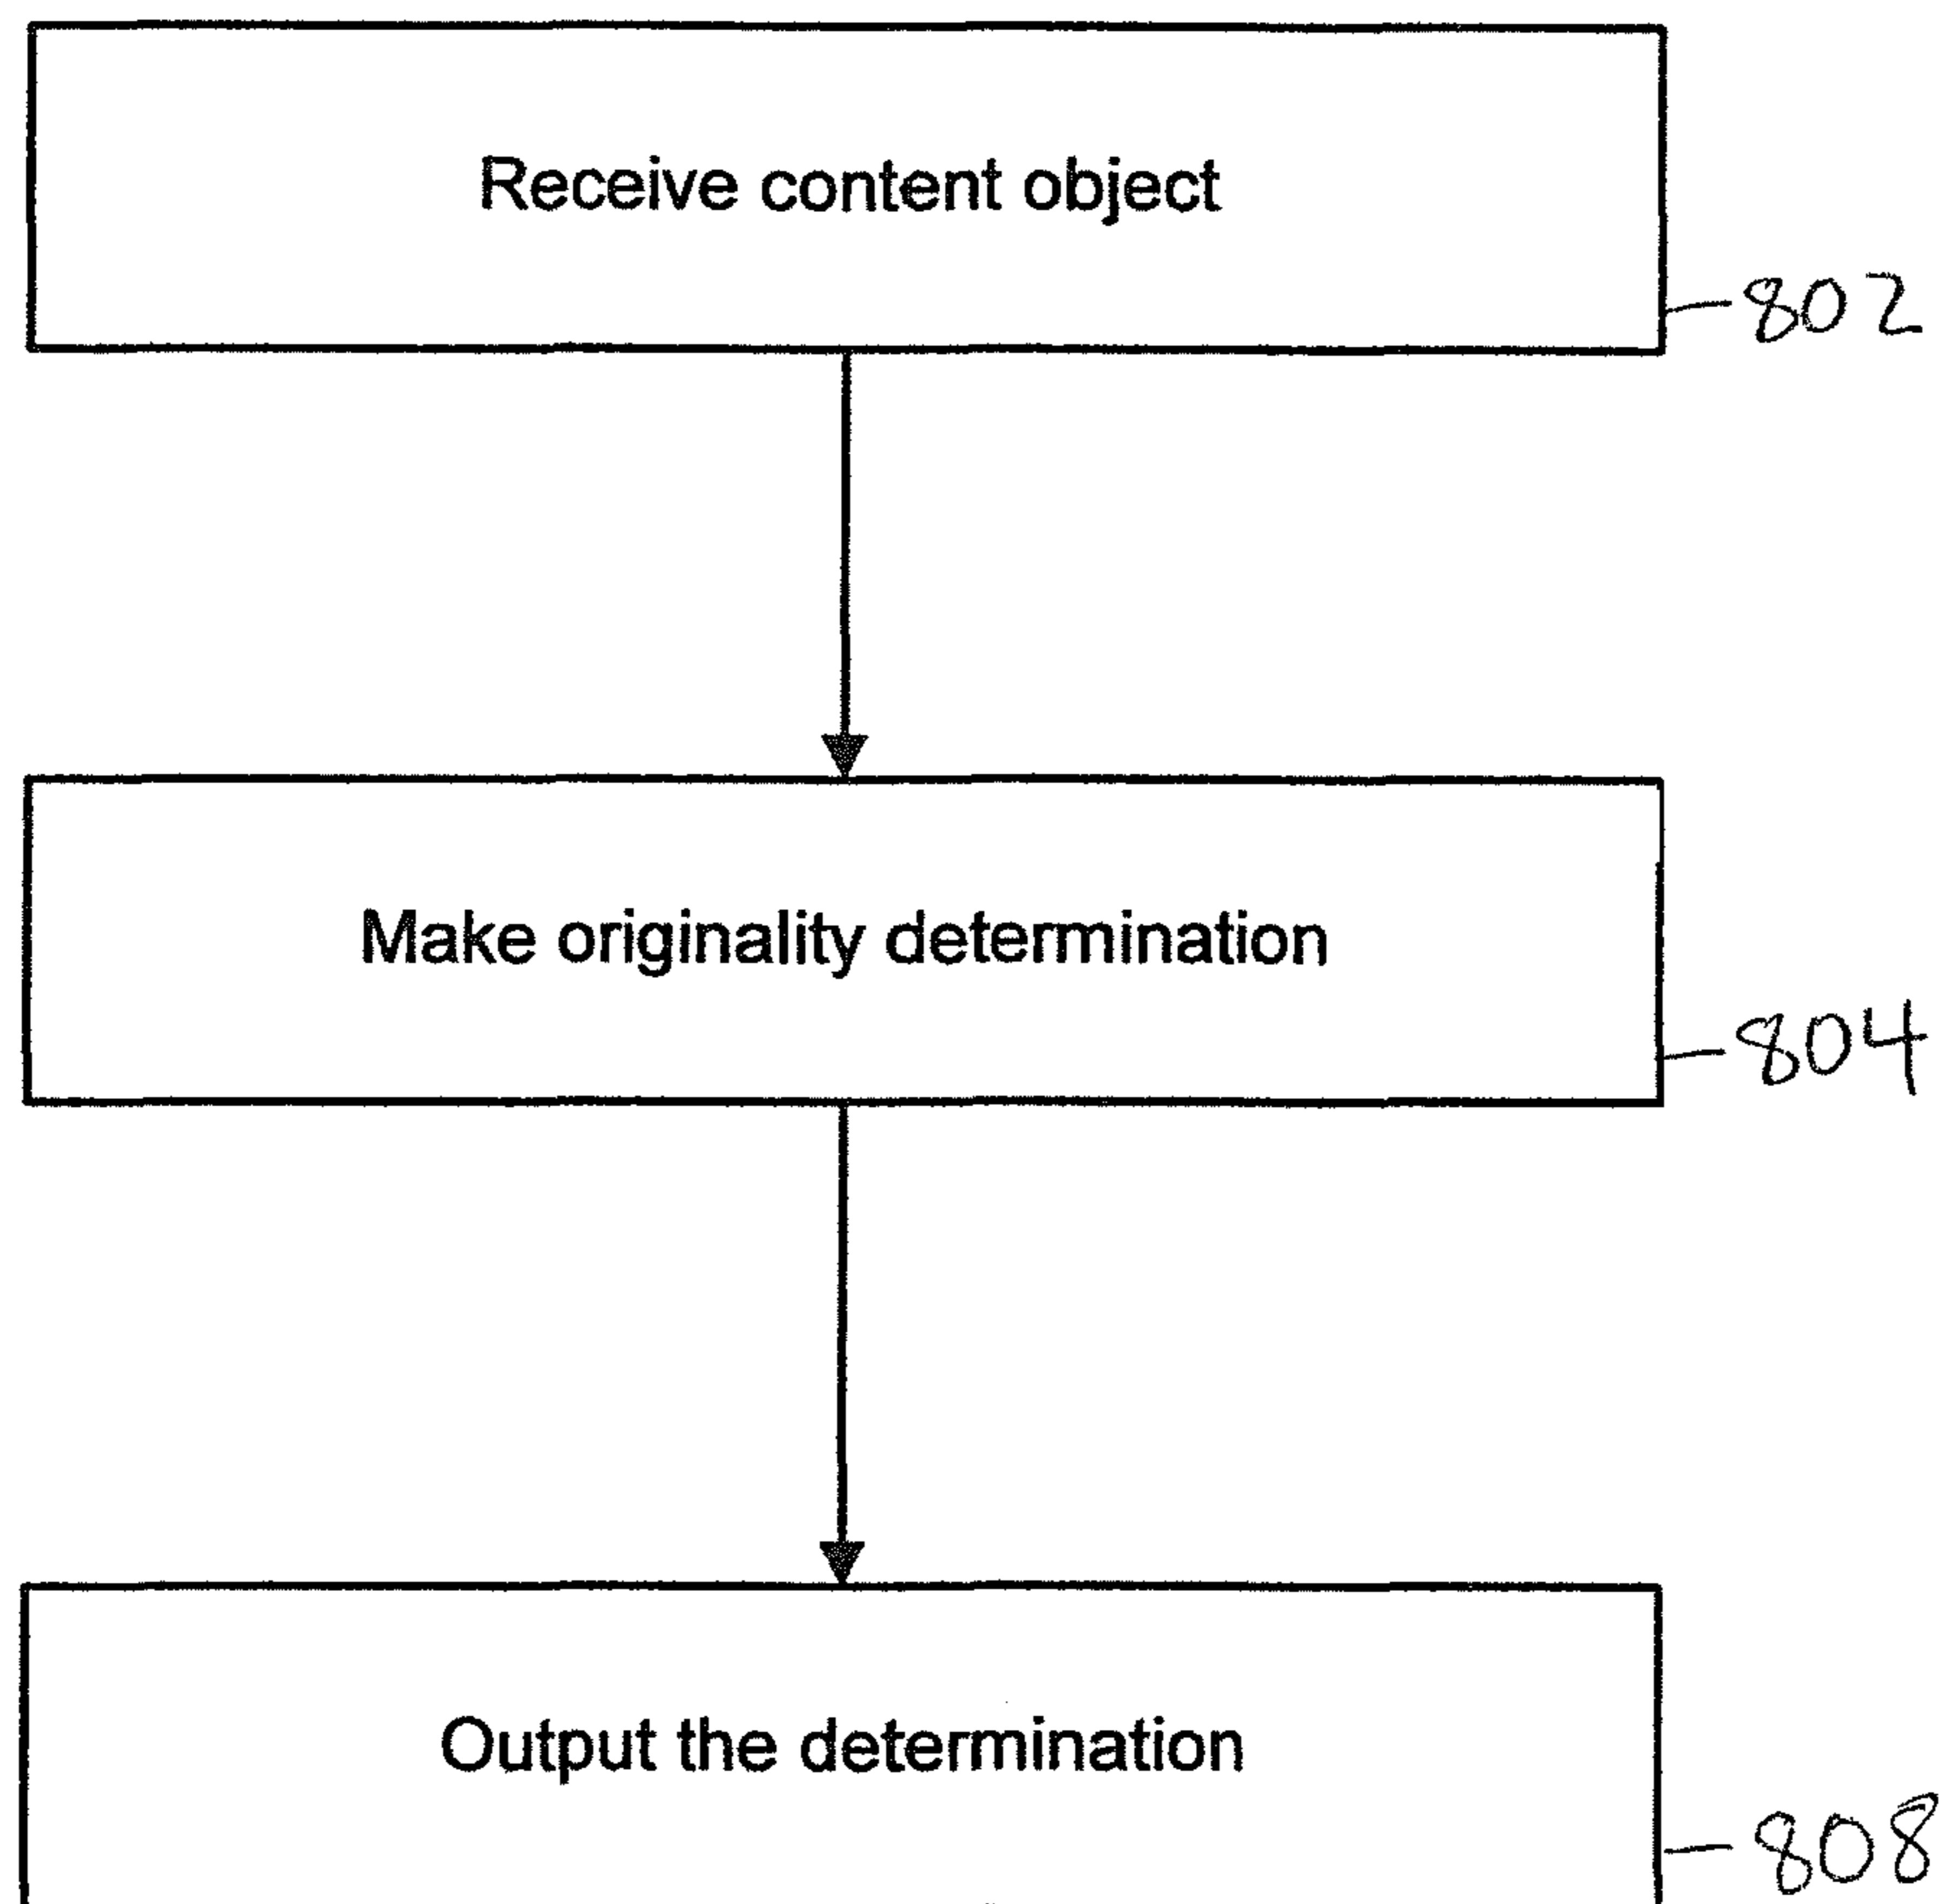 Receive content object
802
Make originality determination
804
Output the determination
808